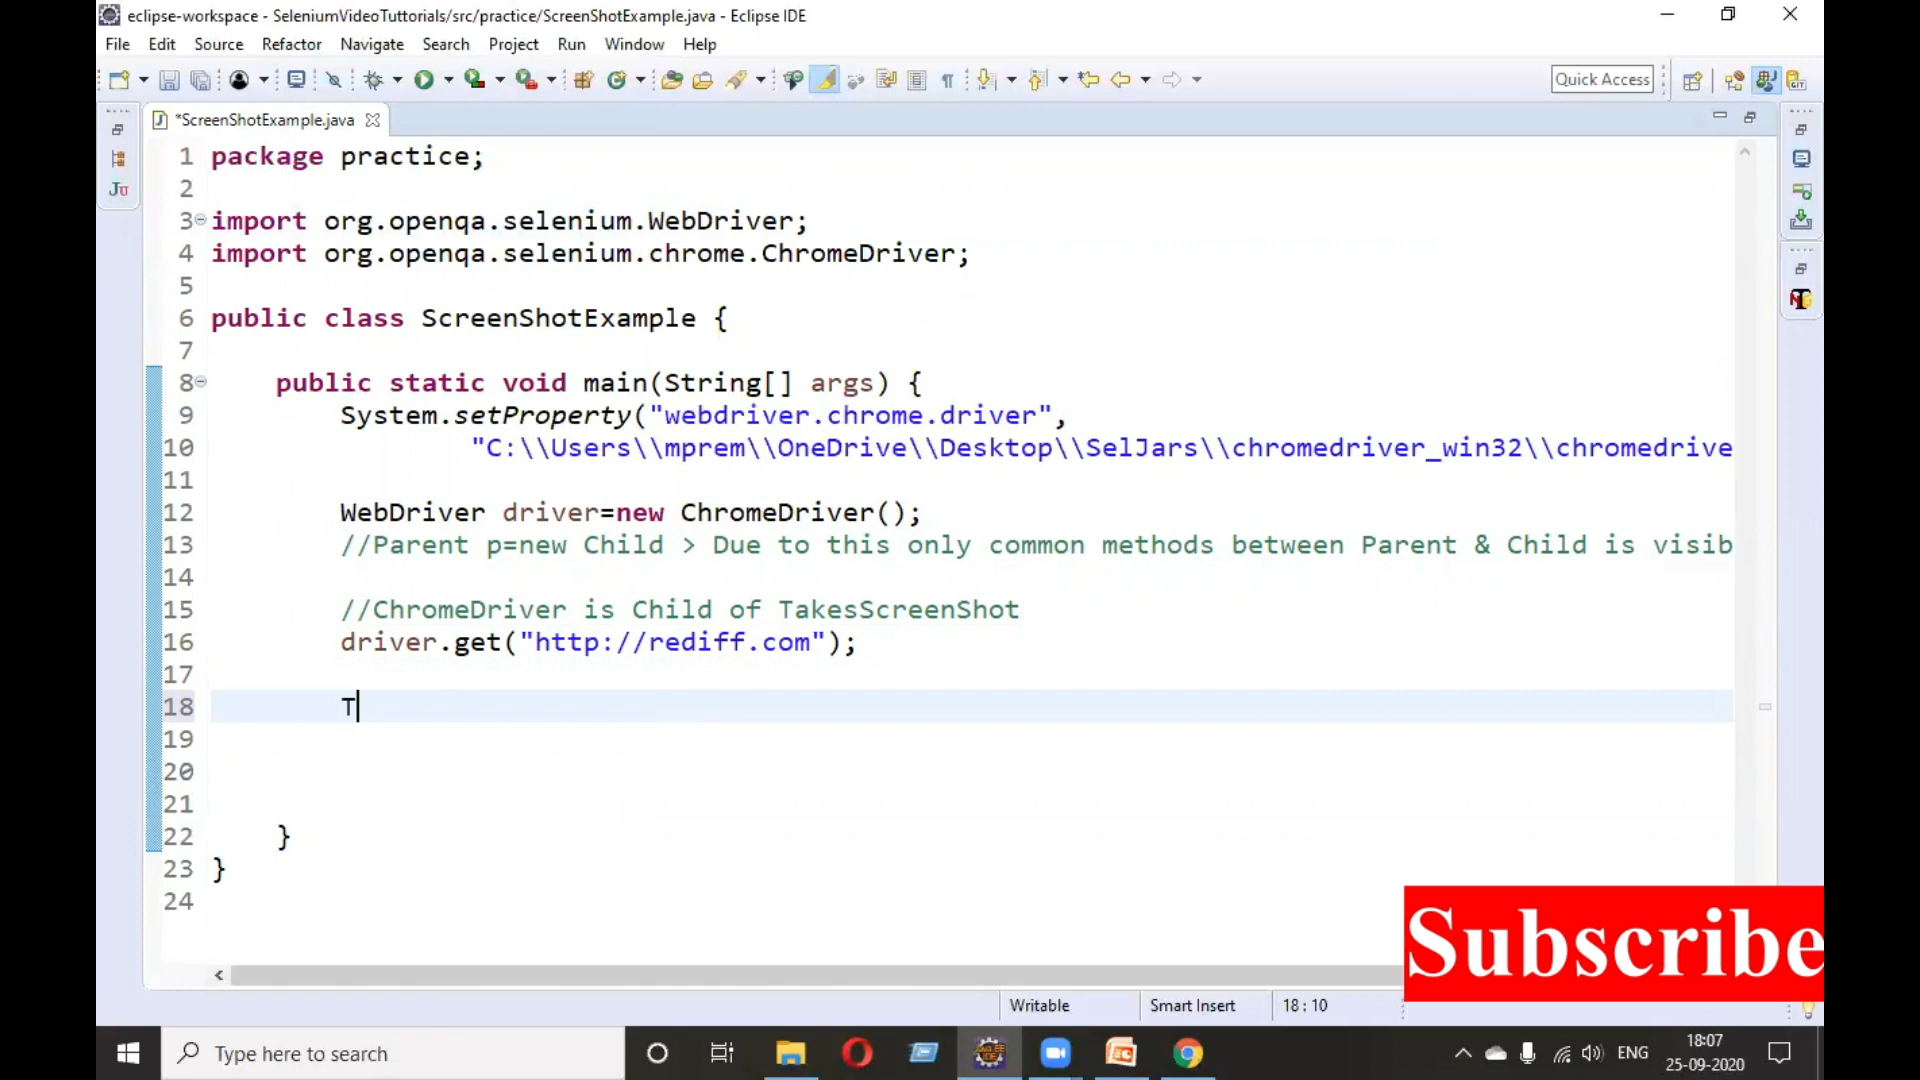 eclipse-workspace - SeleniumVideoTuttorials/src/practice/ScreenShotExample.java - Eclipse IDE
File Edit Source Refactor Navigate Search Project Run Window Help
Quick Access
*ScreenShotExample.java
1 package practice;
2
3 import org.openqa.selenium.WebDriver;
4 import org.openqa.selenium.chrome.ChromeDriver;
5
6 public class ScreenShotExample {
7
8 public static void main(String[] args) {
9 System.setProperty("webdriver.chrome.driver",
10 "C:\\Users\\mprem\\OneDrive\\Desktop\\SelJars\\chromedriver_win32\\chromedrive
11
12 WebDriver driver=new ChromeDriver();
13 //Parent p=new Child > Due to this only common methods between Parent & Child is visib
14
15 //ChromeDriver is Child of TakesScreenShot
16 driver.get("http://rediff.com");
17
18 T
19
20
21
22 }
23 }
24
Subscribe
Writable Smart Insert 18 : 10
Type here to search
ENG
18:07
25-09-2020